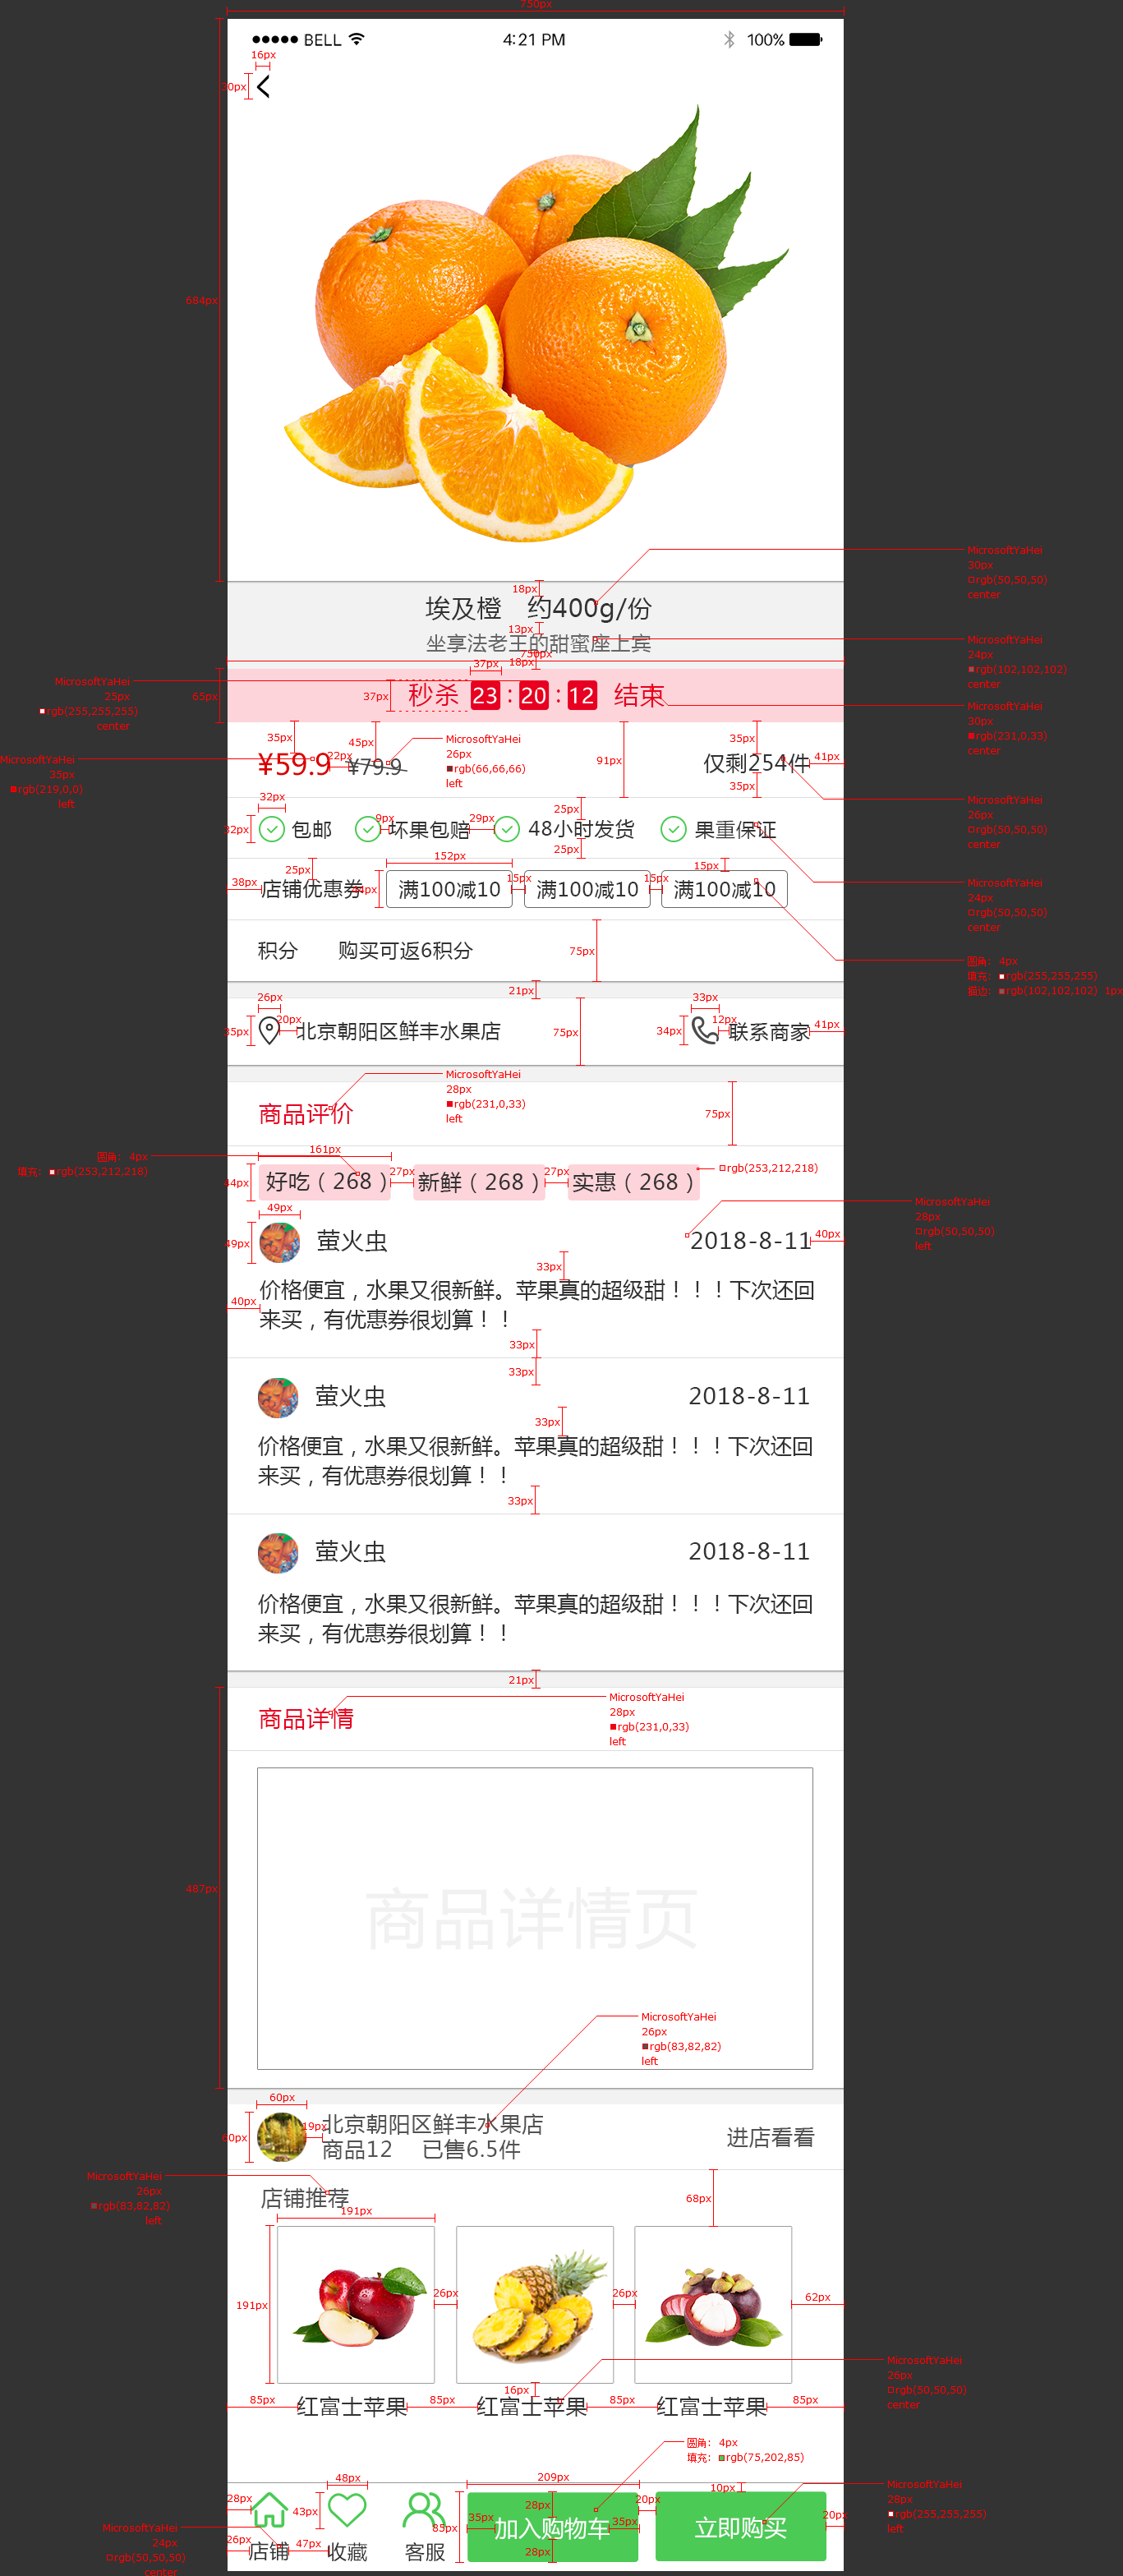 750px
BELL 4:21 PM 100%
16px
30px
684px
MicrosoftYaHei
30px
rgb(50,50,50)
center
18px
埃及橙 约400g/份
13px
坐享法老王的甜蜜座上宾
MicrosoftYaHei
24px
rgb(102,102,102)
center
750px
18px
37px
MicrosoftYaHei
25px
rgb(255,255,255)
center
65px
37px
秒杀 23 : 20 : 12 结束
MicrosoftYaHei
30px
rgb(231,0,33)
center
35px
45px
MicrosoftYaHei
26px
rgb(66,66,66)
left
91px
35px
MicrosoftYaHei
35px
rgb(219,0,0)
left
¥59.9
22px
¥79.9
仅剩254件
41px
35px
MicrosoftYaHei
26px
rgb(50,50,50)
center
32px
32px
包邮
9px
坏果包赔
29px
25px
48小时发货
25px
果重保证
MicrosoftYaHei
24px
rgb(50,50,50)
center
152px
25px
15px
38px
店铺优惠券
44px
满100减10
15px
满100减10
15px
满100减10
积分 购买可返6积分
75px
圆角: 4px
填充: rgb(255,255,255)
描边: rgb(102,102,102) 1px
21px
26px
33px
35px
20px
北京朝阳区鲜丰水果店
75px
34px
12px
联系商家
41px
MicrosoftYaHei
28px
rgb(231,0,33)
left
商品评价
75px
圆角: 4px
填充: rgb(253,212,218)
161px
44px
好吃（268）
27px
新鲜（268）
27px
实惠（268）
rgb(253,212,218)
MicrosoftYaHei
28px
rgb(50,50,50)
left
49px
49px
萤火虫
2018-8-11
40px
33px
40px
价格便宜，水果又很新鲜。苹果真的超级甜！！！下次还回
来买，有优惠券很划算！！
33px
33px
萤火虫
2018-8-11
33px
价格便宜，水果又很新鲜。苹果真的超级甜！！！下次还回
来买，有优惠券很划算！！
33px
萤火虫
2018-8-11
价格便宜，水果又很新鲜。苹果真的超级甜！！！下次还回
来买，有优惠券很划算！！
21px
商品详情
MicrosoftYaHei
28px
rgb(231,0,33)
left
487px
商品详情页
MicrosoftYaHei
26px
rgb(83,82,82)
left
60px
60px
19px
北京朝阳区鲜丰水果店
商品12 已售6.5件
进店看看
MicrosoftYaHei
26px
rgb(83,82,82)
left
店铺推荐
68px
191px
191px
26px
26px
62px
MicrosoftYaHei
26px
rgb(50,50,50)
center
16px
85px
红富士苹果
85px
红富士苹果
85px
红富士苹果
85px
圆角: 4px
填充: rgb(75,202,85)
209px
48px
10px
28px
43px
28px
20px
MicrosoftYaHei
28px
rgb(255,255,255)
left
85px
35px
加入购物车
35px
立即购买
20px
28px
MicrosoftYaHei
24px
rgb(50,50,50)
center
26px
店铺
47px
收藏
客服